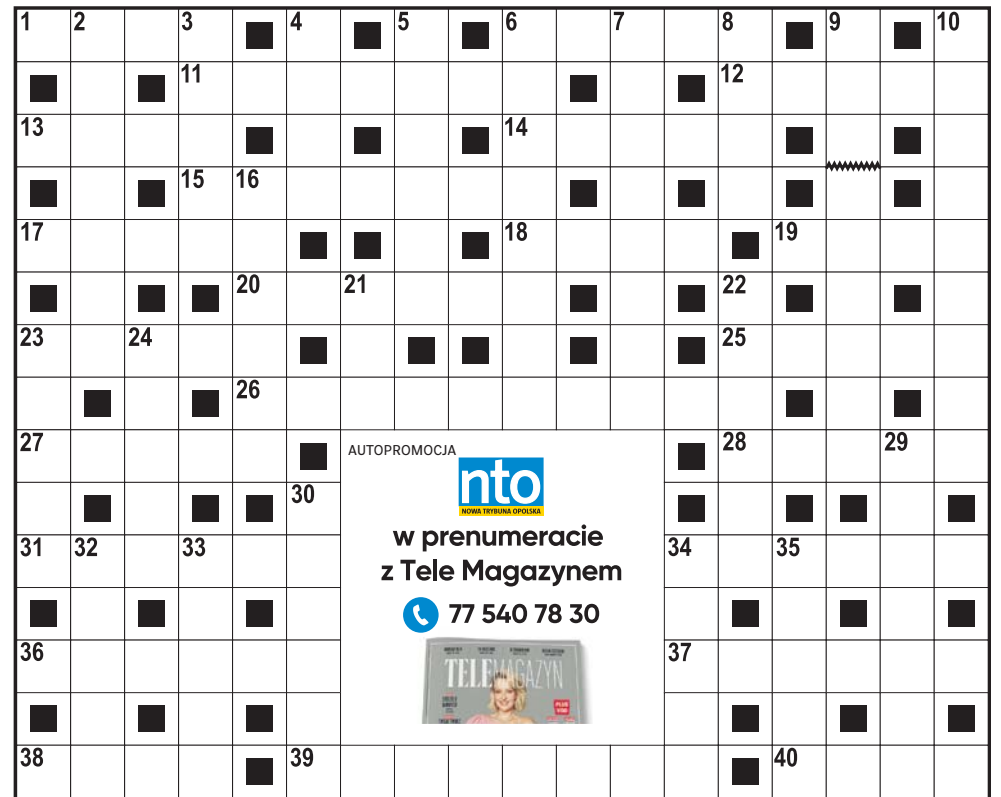 1 2 3 4 5 6 7 8 9 10
11 12
13 14
15 16
17 18 19
20 21 22
23 24 25
26
27 28 29
30
31 32 33 34 35
36 37
38 39 40
AUTOPROMOCJA
nto
NOWA TRYBUNA OPOLSKA
w prenumeracie
z Tele Magazynem
77 540 78 30
TELEMAGAZYN